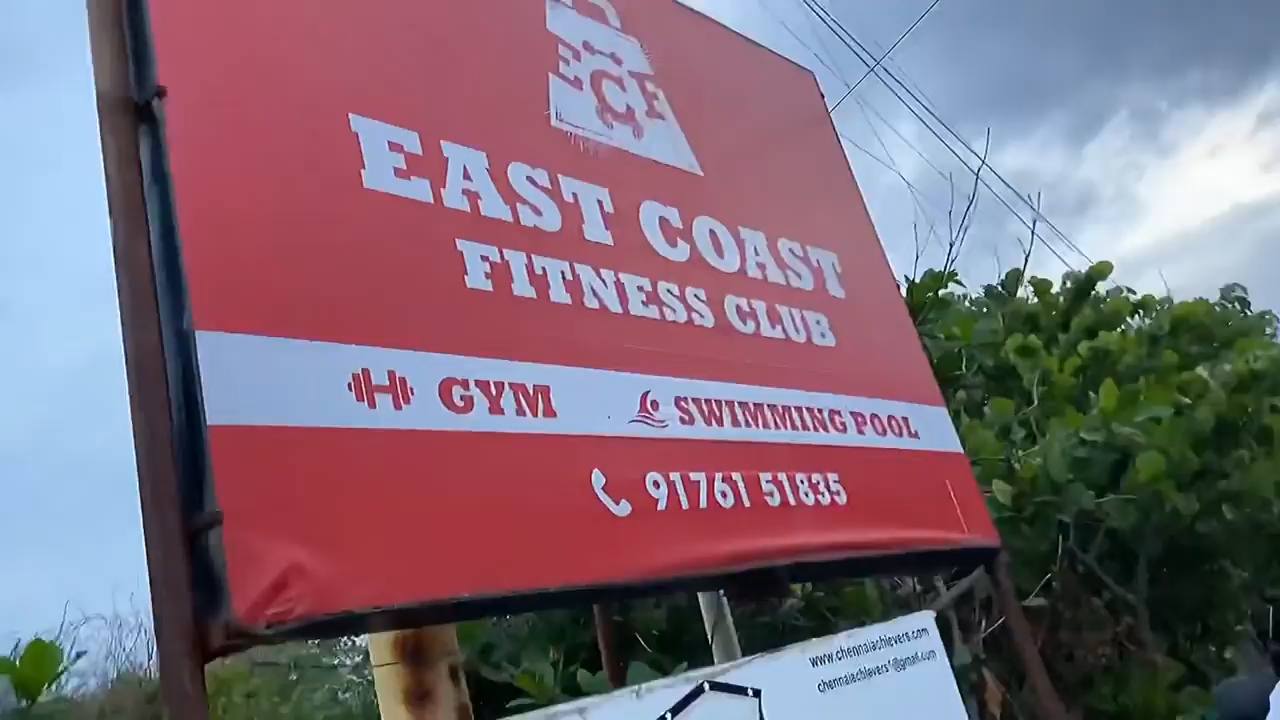 ECF
EAST COAST
FITNESS CLUB
GYM
SWIMMING POOL
91761 51835
www.chennaiachievers.com
chennaiachievers1@gmail.com